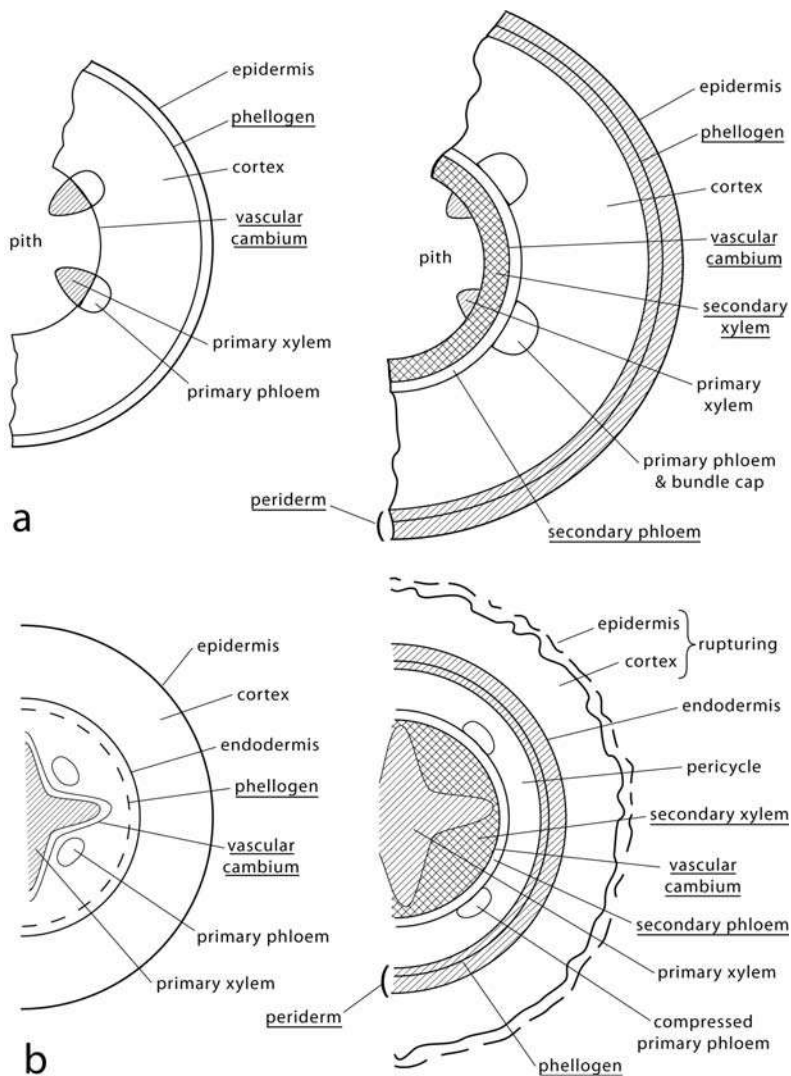 epidermis
phellogen
cortex
vascular
cambium
pith
primary xylem
primary phloem
a
epidermis
phellogen
cortex
vascular
cambium
pith
secondary
xylem
primary
xylem
primary phloem
& bundle cap
periderm
secondary phloem
epidermis
cortex
endodermis
phellogen
vascular
cambium
primary phloem
primary xylem
b
epidermis
cortex
rupturing
endodermis
pericycle
secondary xylem
vascular
cambium
secondary phloem
primary xylem
compressed
primary phloem
periderm
phellogen